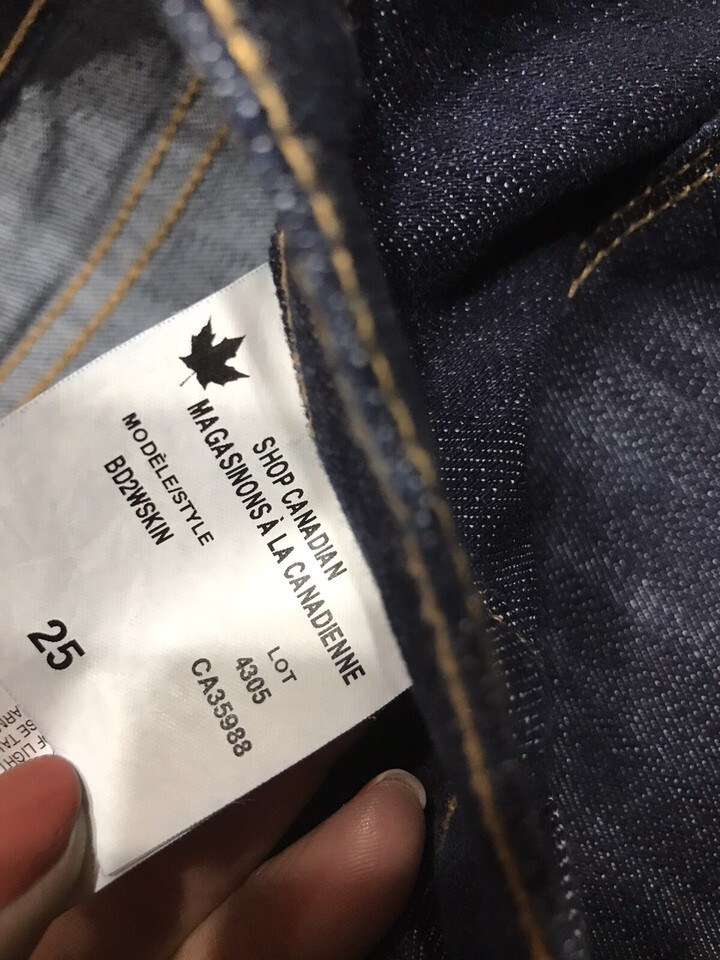 SHOP CANADIAN
MAGASINONS À LA CANADIENNE
MODÈLE/STYLE
BD2WSKIN
LOT
4305
CA35988
25